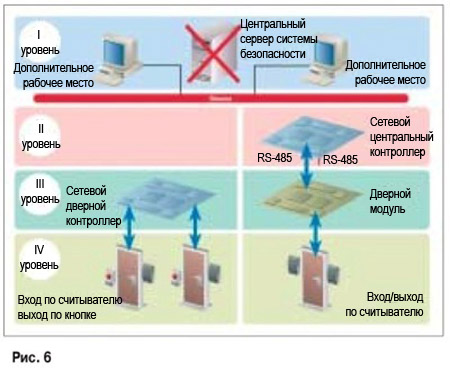 I
уровень
Центральный
сервер системы
безопасности
Дополнительное
рабочее место
Дополнительное
рабочее место
II
уровень
Сетевой
центральный
контроллер
RS-485
RS-485
III
уровень
Сетевой
дверной
контроллер
Дверной
модуль
IV
уровень
Вход по считывателю
выход по кнопке
Вход/выход
по считывателю
Рис. 6